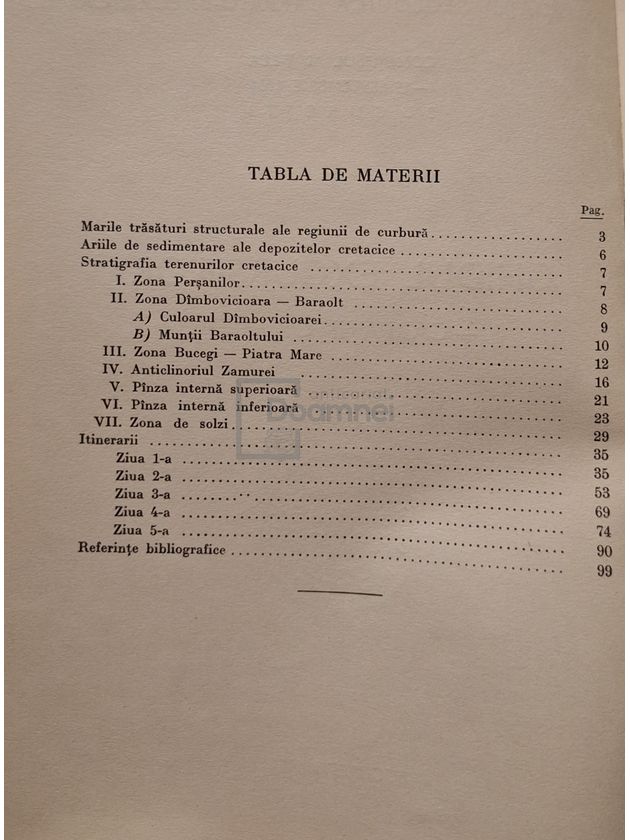 TABLA DE MATERII
Pag.
Marile trăsături structurale ale regiunii de curbură .................... 3
Ariile de sedimentare ale depozitelor cretacice .................... 6
Stratigrafia terenurilor cretacice .................... 7
I. Zona Perșanilor .................... 7
II. Zona Dîmbovicioara — Baraolt .................... 8
A) Culoarul Dîmbovicioarei .................... 9
B) Munții Baraoltului .................... 10
III. Zona Bucegi — Piatra Mare .................... 12
IV. Anticlinoriul Zamurei .................... 16
V. Pînza internă superioară .................... 21
VI. Pînza internă inferioară .................... 23
VII. Zona de solzi .................... 29
Itinerarii .................... 35
Ziua 1-a .................... 35
Ziua 2-a .................... 53
Ziua 3-a .................... 69
Ziua 4-a .................... 74
Ziua 5-a .................... 90
Referințe bibliografice .................... 99
Doamnei